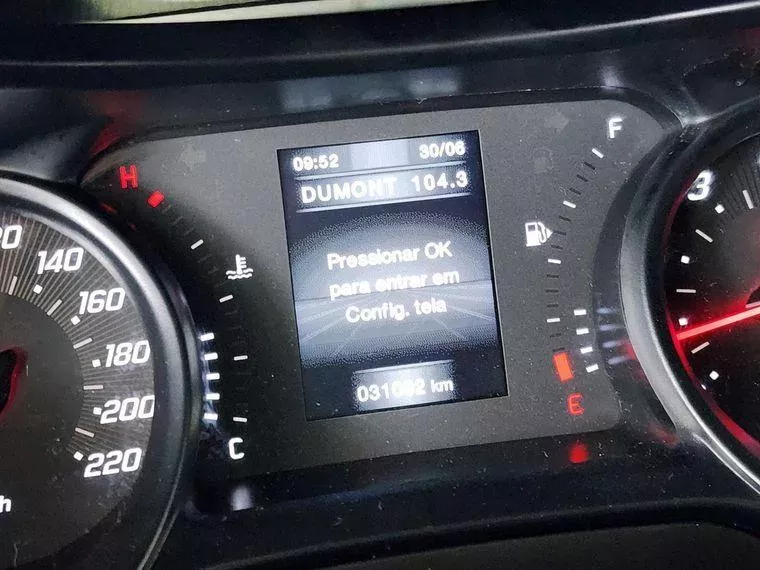 09:52 30/06
DUMONT 104.3
Pressionar OK
para entrar em
Config. tela
km
H
C
F
E
140
160
180
200
220
3